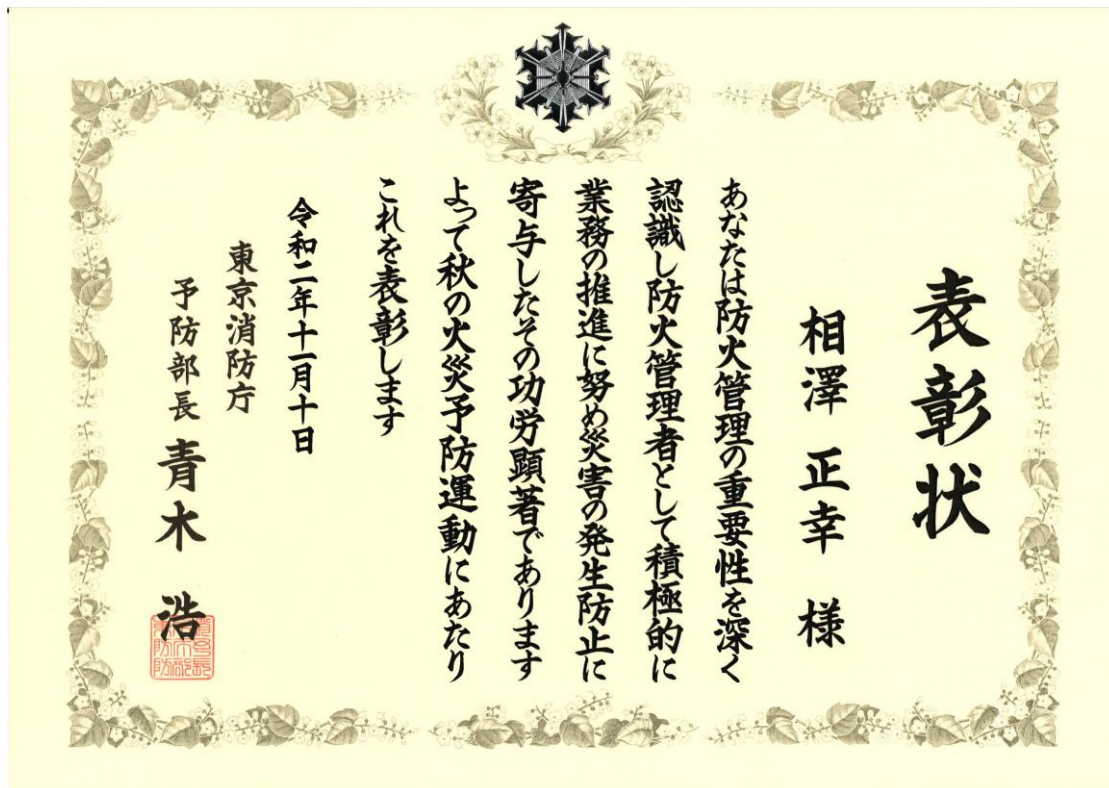 表彰状
相澤 正幸 様
あなたは防火管理の重要性を深く
認識し防火管理者として積極的に
業務の推進に努め災害の発生防止に
寄与したその功労顕著であります
よって秋の火災予防運動にあたり
これを表彰します
令和二年十一月十日
東京消防庁
予防部長 青木 浩